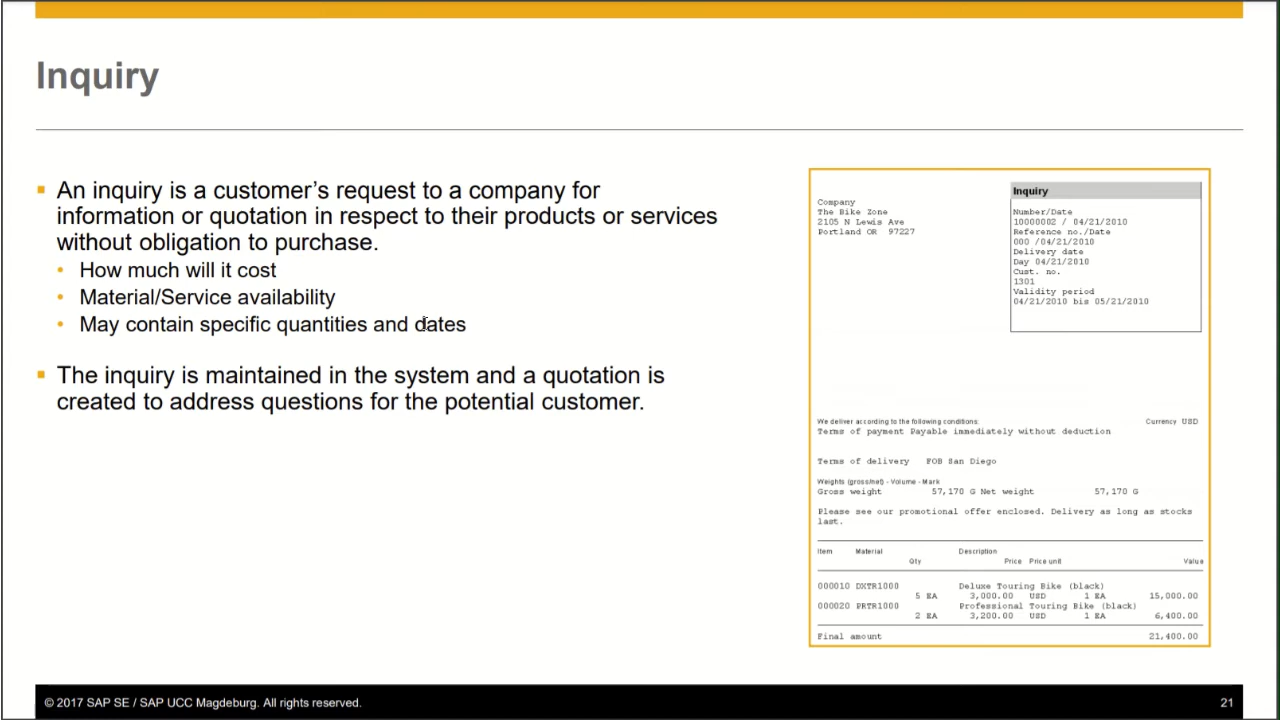 Inquiry
An inquiry is a customer’s request to a company for
information or quotation in respect to their products or services
without obligation to purchase.
How much will it cost
Material/Service availability
May contain specific quantities and dates
The inquiry is maintained in the system and a quotation is
created to address questions for the potential customer.
Company
The Bike Zone
2105 N Lewis Ave
Portland OR 97227
Inquiry
Number/Date
10000002 / 04/21/2010
Reference no./Date
000 /04/21/2010
Delivery date
Day 04/21/2010
Cust. no.
1301
Validity period
04/21/2010 bis 05/21/2010
We deliver according to the following conditions: Currency USD
Terms of payment Payable immediately without deduction
Terms of delivery FOB San Diego
Weights (gross/net) - Volume - Mark
Gross weight 57,170 G Net weight 57,170 G
Please see our promotional offer enclosed. Delivery as long as stocks
last.
Item Material Description
Qty Price Price unit Value
000010 DXTR1000 Deluxe Touring Bike (black)
5 EA 3,000.00 USD 1 EA 15,000.00
000020 PRTR1000 Professional Touring Bike (black)
2 EA 3,200.00 USD 1 EA 6,400.00
Final amount 21,400.00
© 2017 SAP SE / SAP UCC Magdeburg. All rights reserved. 21